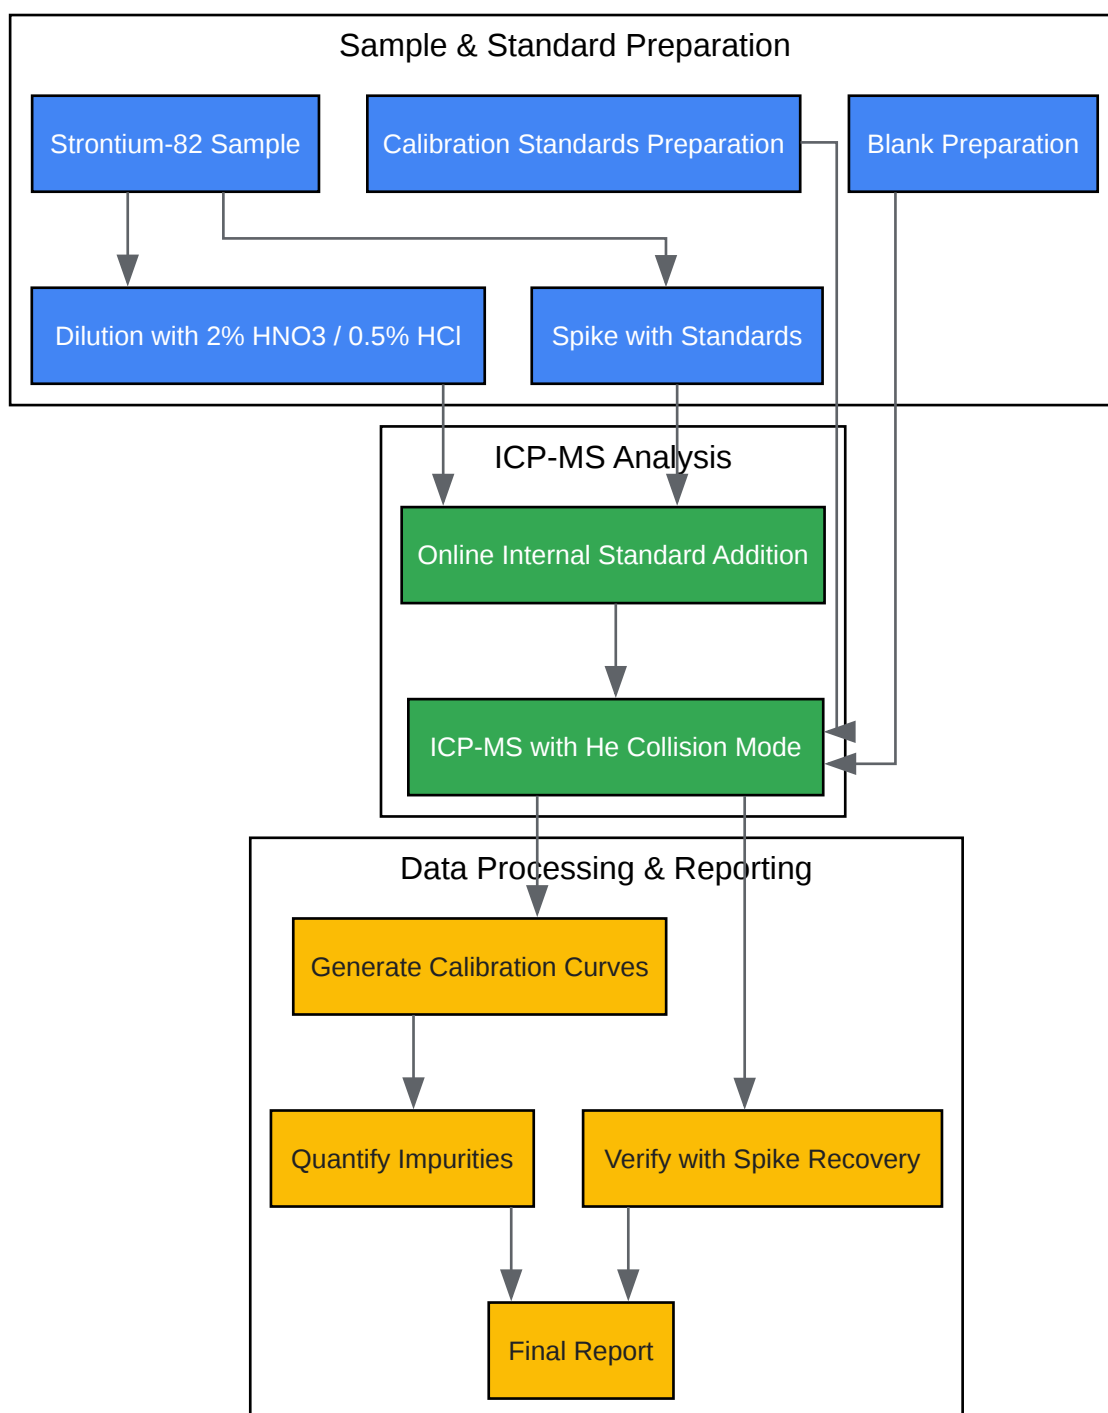 Sample & Standard Preparation
Strontium-82 Sample
Calibration Standards Preparation
Blank Preparation
Dilution with 2% HNO3 / 0.5% HCl
Spike with Standards
ICP-MS Analysis
Online Internal Standard Addition
ICP-MS with He Collision Mode
Data Processing & Reporting
Generate Calibration Curves
Quantify Impurities
Verify with Spike Recovery
Final Report